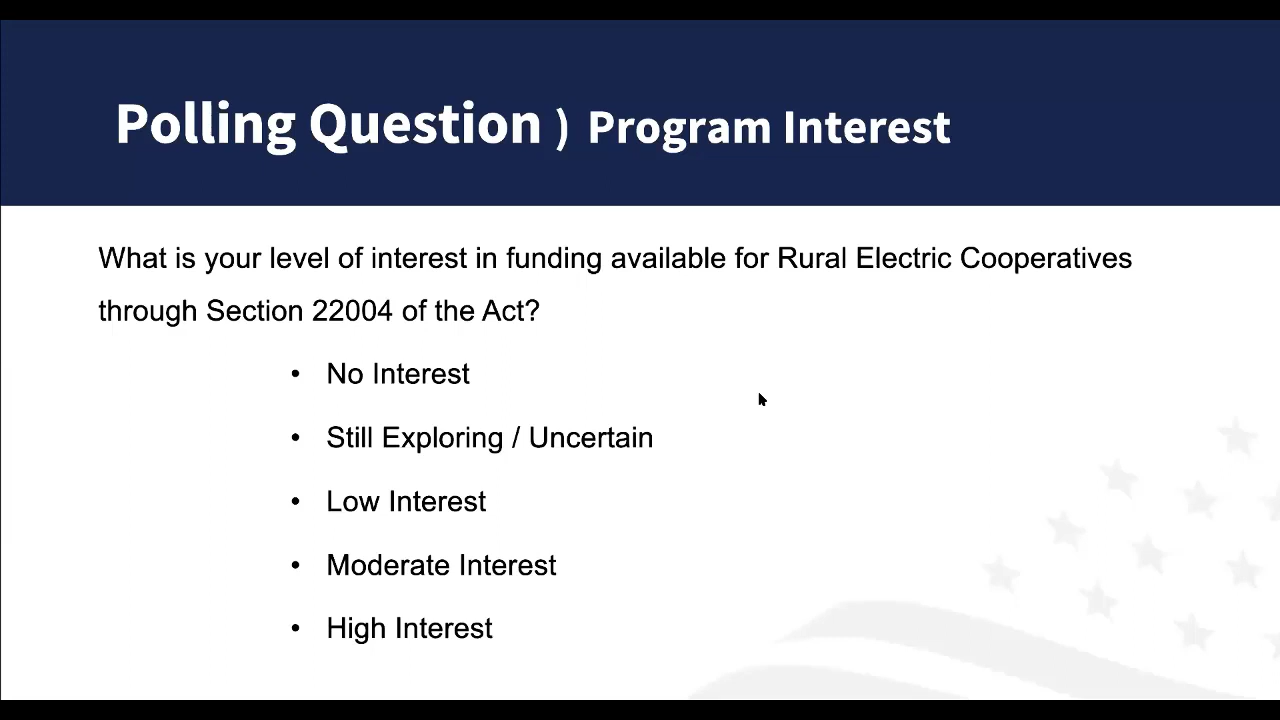 Polling Question ) Program Interest
What is your level of interest in funding available for Rural Electric Cooperatives
through Section 22004 of the Act?
• No Interest
• Still Exploring / Uncertain
• Low Interest
• Moderate Interest
• High Interest